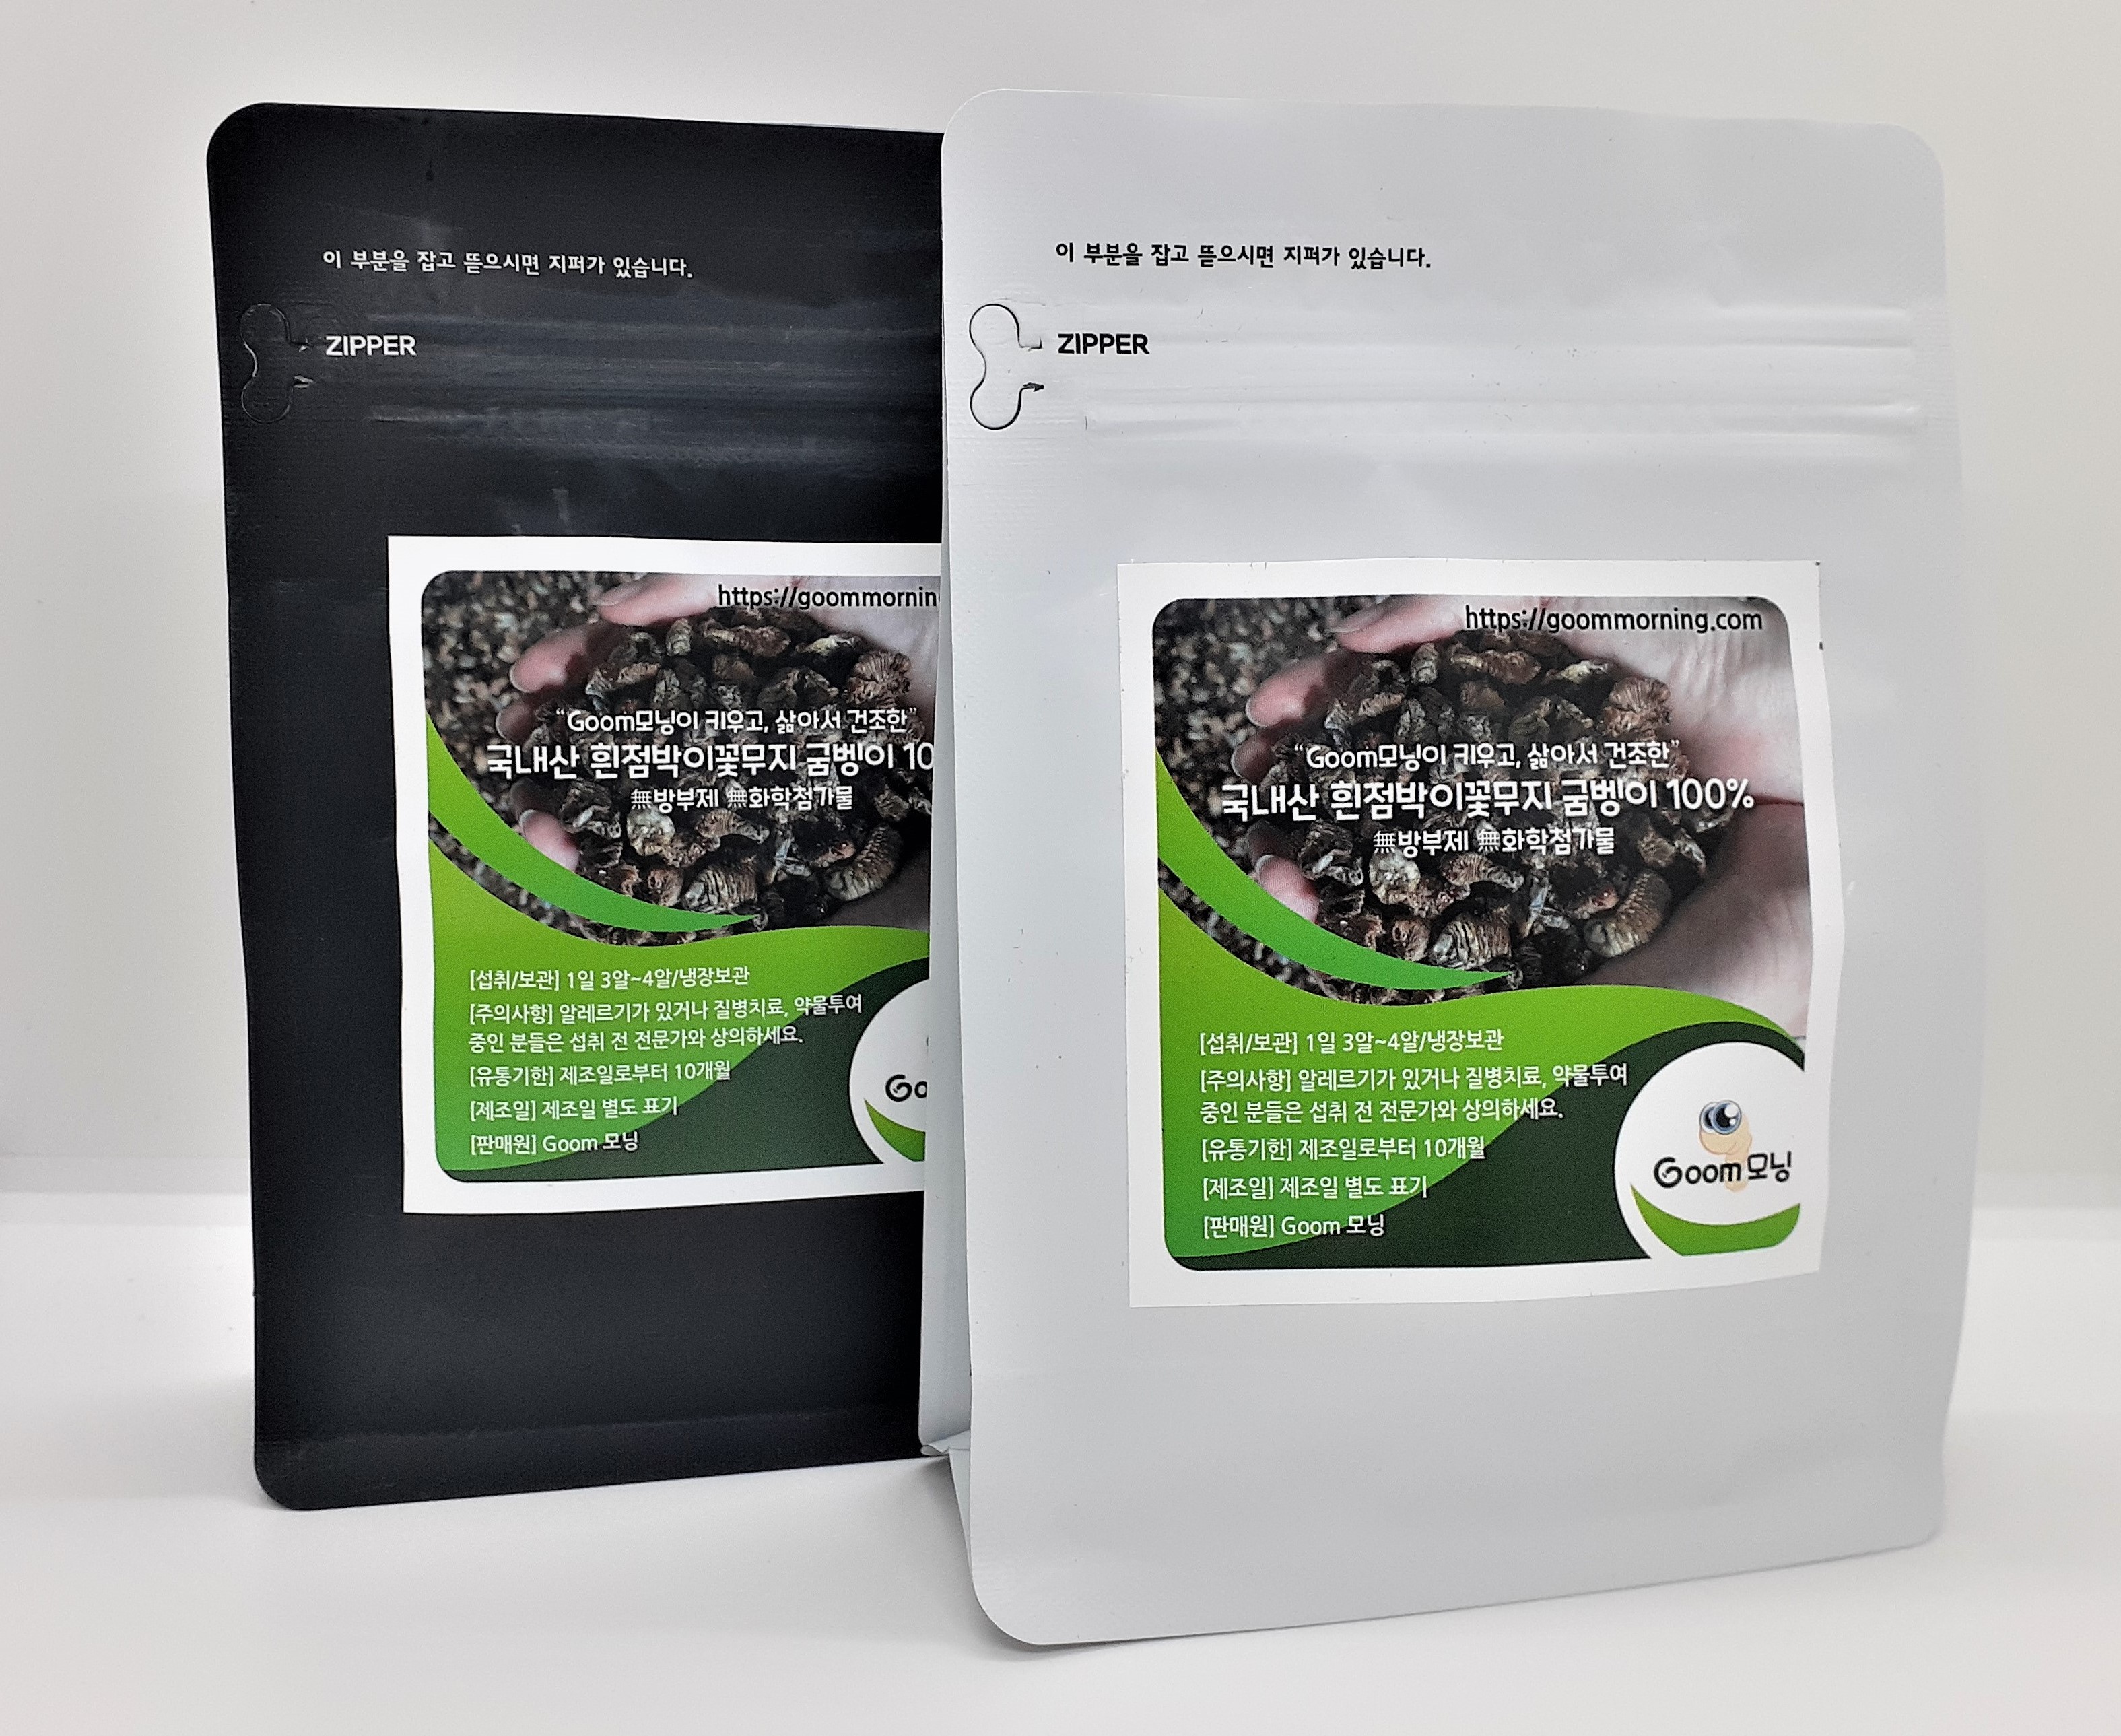 이 부분을 잡고 뜯으시면 지퍼가 있습니다.
ZIPPER
https://goommornin
“Goom모닝이 키우고, 삶아서 건조한”
국내산 흰점박이꽃무지 굼벵이 10
無방부제 無화학첨가물
[섭취/보관] 1일 3알~4알/냉장보관
[주의사항] 알레르기가 있거나 질병치료, 약물투여
중인 분들은 섭취 전 전문가와 상의하세요.
[유통기한] 제조일로부터 10개월
[제조일] 제조일 별도 표기
[판매원] Goom 모닝
Go
이 부분을 잡고 뜯으시면 지퍼가 있습니다.
ZIPPER
https://goommorning.com
“Goom모닝이 키우고, 삶아서 건조한”
국내산 흰점박이꽃무지 굼벵이 100%
無방부제 無화학첨가물
[섭취/보관] 1일 3알~4알/냉장보관
[주의사항] 알레르기가 있거나 질병치료, 약물투여
중인 분들은 섭취 전 전문가와 상의하세요.
[유통기한] 제조일로부터 10개월
[제조일] 제조일 별도 표기
[판매원] Goom 모닝
Goom 모닝